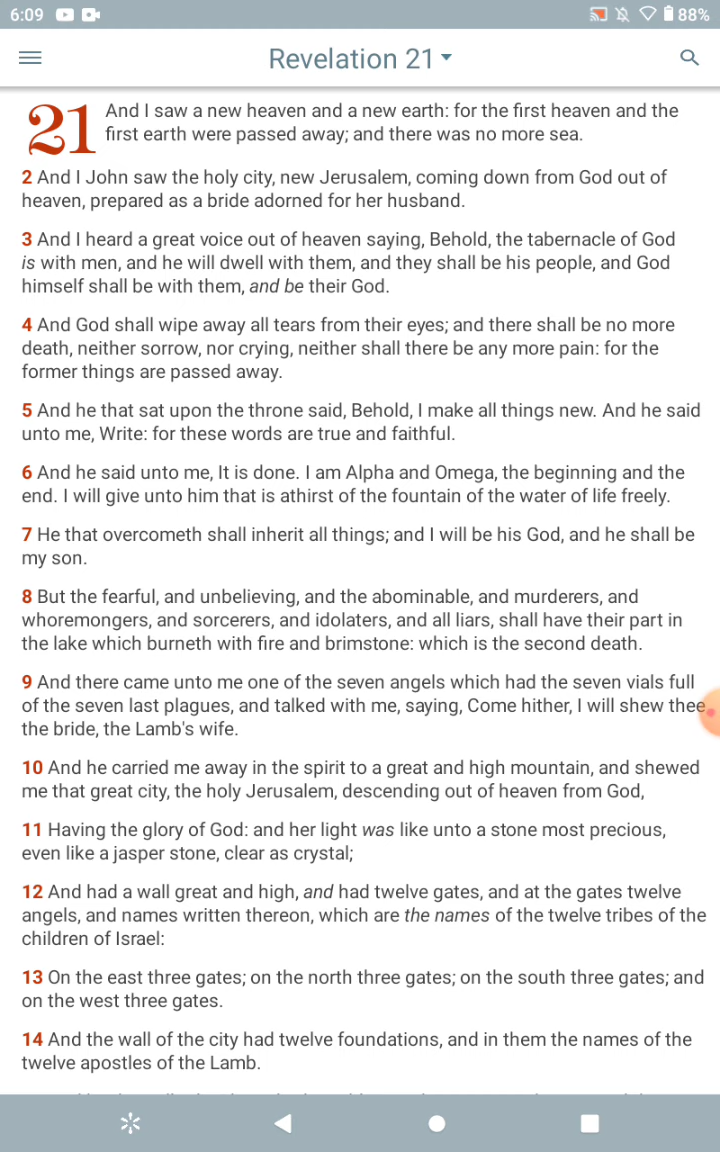 6:09
88%
Revelation 21
21 And I saw a new heaven and a new earth: for the first heaven and the
first earth were passed away; and there was no more sea.
2 And I John saw the holy city, new Jerusalem, coming down from God out of
heaven, prepared as a bride adorned for her husband.
3 And I heard a great voice out of heaven saying, Behold, the tabernacle of God
is with men, and he will dwell with them, and they shall be his people, and God
himself shall be with them, and be their God.
4 And God shall wipe away all tears from their eyes; and there shall be no more
death, neither sorrow, nor crying, neither shall there be any more pain: for the
former things are passed away.
5 And he that sat upon the throne said, Behold, I make all things new. And he said
unto me, Write: for these words are true and faithful.
6 And he said unto me, It is done. I am Alpha and Omega, the beginning and the
end. I will give unto him that is athirst of the fountain of the water of life freely.
7 He that overcometh shall inherit all things; and I will be his God, and he shall be
my son.
8 But the fearful, and unbelieving, and the abominable, and murderers, and
whoremongers, and sorcerers, and idolaters, and all liars, shall have their part in
the lake which burneth with fire and brimstone: which is the second death.
9 And there came unto me one of the seven angels which had the seven vials full
of the seven last plagues, and talked with me, saying, Come hither, I will shew thee
the bride, the Lamb's wife.
10 And he carried me away in the spirit to a great and high mountain, and shewed
me that great city, the holy Jerusalem, descending out of heaven from God,
11 Having the glory of God: and her light was like unto a stone most precious,
even like a jasper stone, clear as crystal;
12 And had a wall great and high, and had twelve gates, and at the gates twelve
angels, and names written thereon, which are the names of the twelve tribes of the
children of Israel:
13 On the east three gates; on the north three gates; on the south three gates; and
on the west three gates.
14 And the wall of the city had twelve foundations, and in them the names of the
twelve apostles of the Lamb.